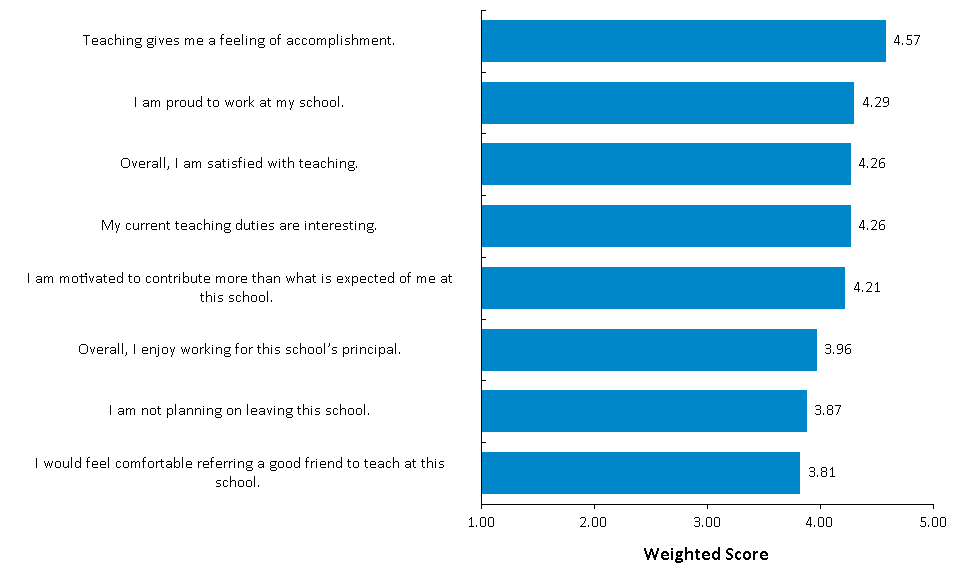 Teaching gives me a feeling of accomplishment.
4.57
I am proud to work at my school.
4.29
Overall, I am satisfied with teaching.
4.26
My current teaching duties are interesting.
4.26
I am motivated to contribute more than what is expected of me at
this school.
4.21
Overall, I enjoy working for this school’s principal.
3.96
I am not planning on leaving this school.
3.87
I would feel comfortable referring a good friend to teach at this
school.
3.81
1.00 2.00 3.00 4.00 5.00
Weighted Score